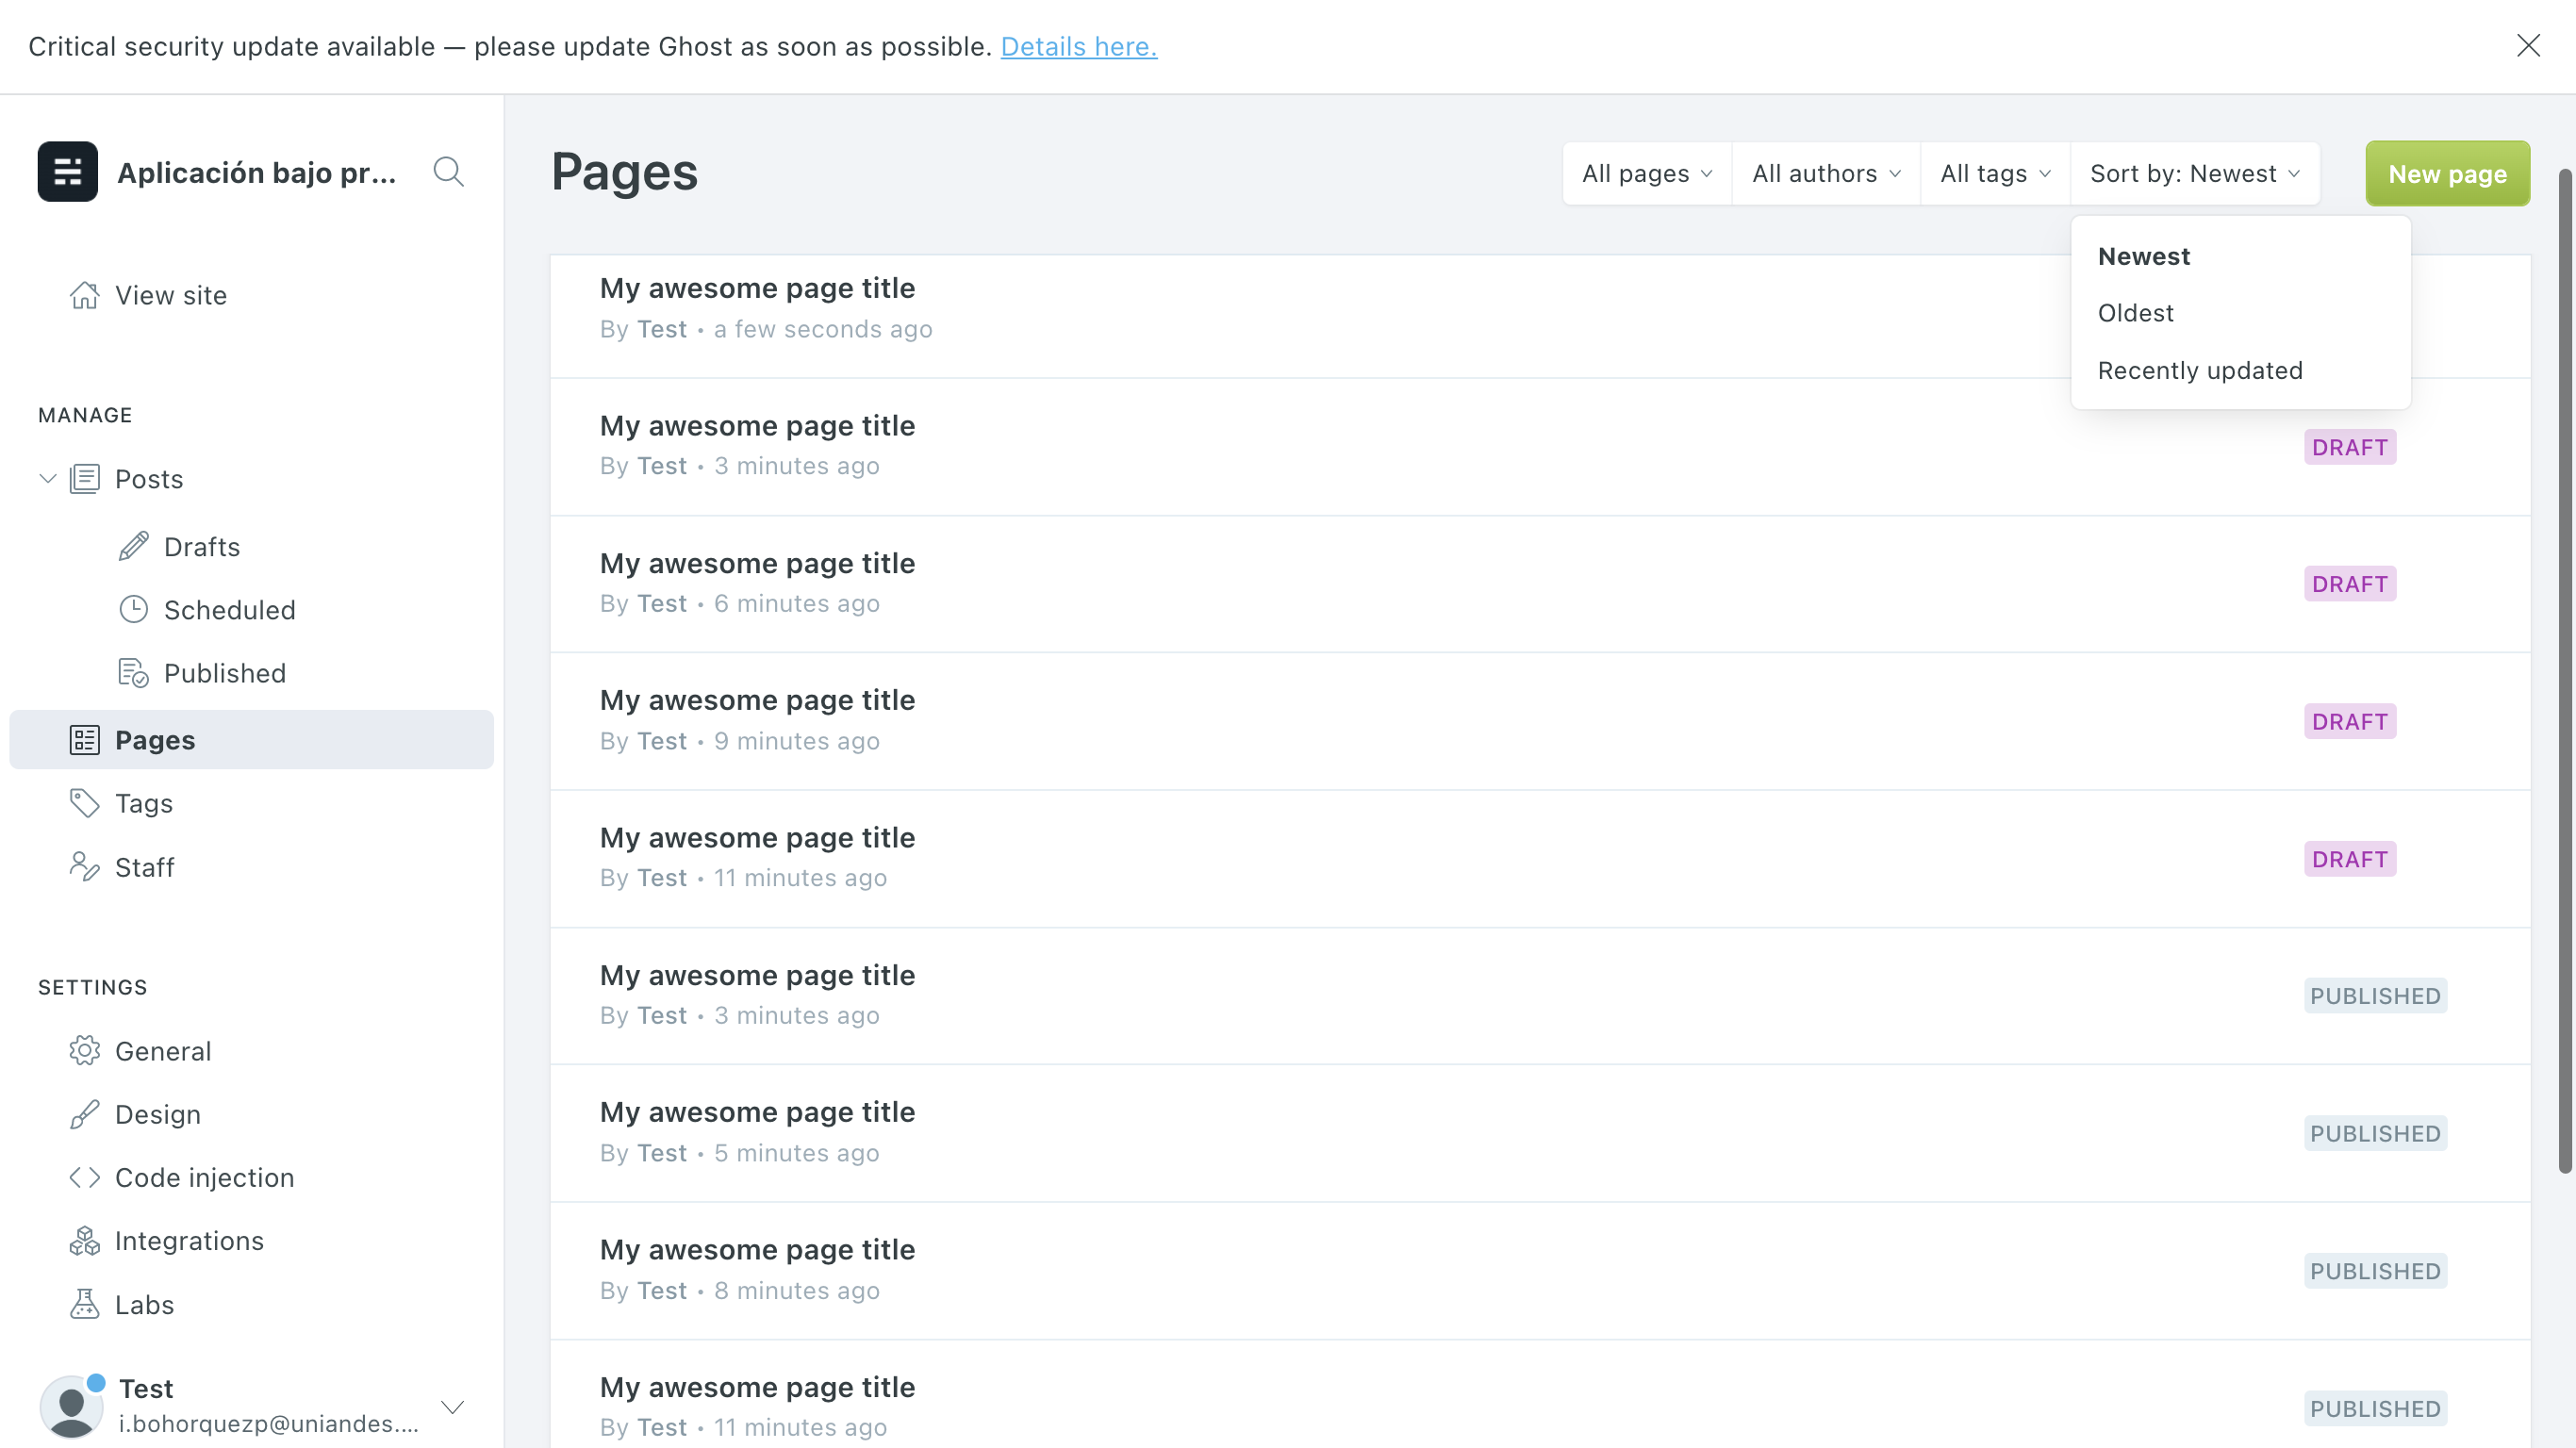 Critical security update available — please update Ghost as soon as possible. Details here.
Aplicación bajo pr...
View site
MANAGE
Posts
Drafts
Scheduled
Published
Pages
Tags
Staff
SETTINGS
General
Design
Code injection
Integrations
Labs
Test
i.bohorquezp@uniandes....
Pages
All pages
All authors
All tags
Sort by: Newest
New page
Newest
Oldest
Recently updated
My awesome page title
By Test • a few seconds ago
My awesome page title
By Test • 3 minutes ago
DRAFT
My awesome page title
By Test • 6 minutes ago
DRAFT
My awesome page title
By Test • 9 minutes ago
DRAFT
My awesome page title
By Test • 11 minutes ago
DRAFT
My awesome page title
By Test • 3 minutes ago
PUBLISHED
My awesome page title
By Test • 5 minutes ago
PUBLISHED
My awesome page title
By Test • 8 minutes ago
PUBLISHED
My awesome page title
By Test • 11 minutes ago
PUBLISHED